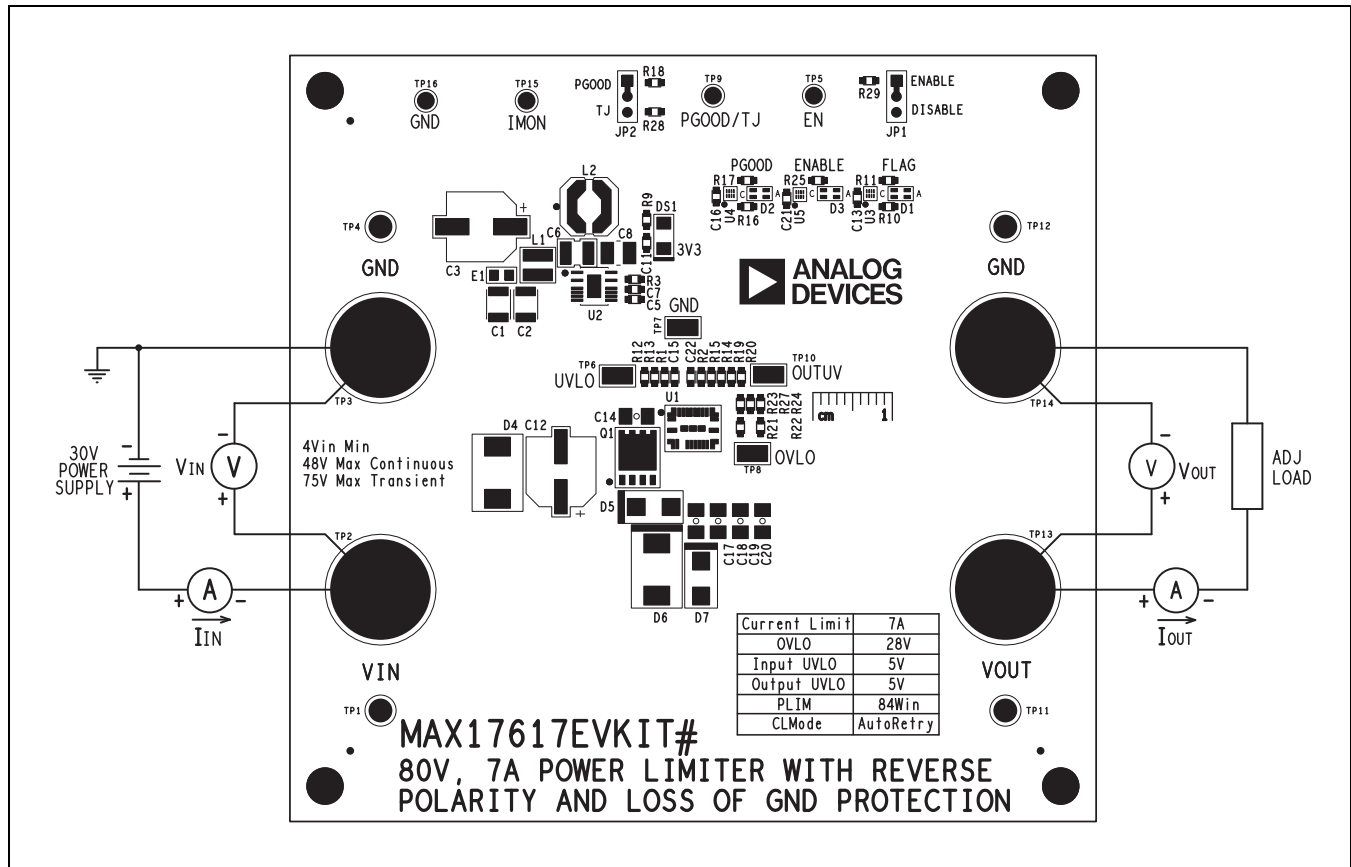 TP16
GND
TP15
IMON
PGOOD
TJ
JP2
R18
R28
TP9
PGOOD/TJ
TP5
EN
R29
ENABLE
DISABLE
JP1
PGOOD
ENABLE
FLAG
R17
C16
U4
C
A
D2
R16
R25
C21
U5
C
A
D3
R11
C13
U3
C
A
D1
R10
L2
R9
DS1
3V3
C11
TP4
GND
C3
+
L1
C6
C8
E1
C1
C2
U2
R3
C7
C5
ANALOG
DEVICES
TP12
GND
GND
TP7
TP6
UVLO
R12
R13
R1
C15
C22
R2
R15
R14
R19
R20
TP10
OUTUV
U1
cm 1
R23
R27
R24
R21
R22
TP8
OVLO
C14
Q1
D4
C12
+
D5
D6
D7
C17
C18
C19
C20
TP3
TP14
4Vin Min
48V Max Continuous
75V Max Transient
-
30V
POWER
SUPPLY
+
-
VIN
V
+
A
+
-
IIN
TP2
VIN
TP1
-
V
VOUT
+
ADJ
LOAD
TP13
+
A
-
IOUT
VOUT
TP11
Current Limit 7A
OVLO 28V
Input UVLO 5V
Output UVLO 5V
PLIM 84Win
CLMode AutoRetry
MAX17617EVKIT#
80V, 7A POWER LIMITER WITH REVERSE
POLARITY AND LOSS OF GND PROTECTION